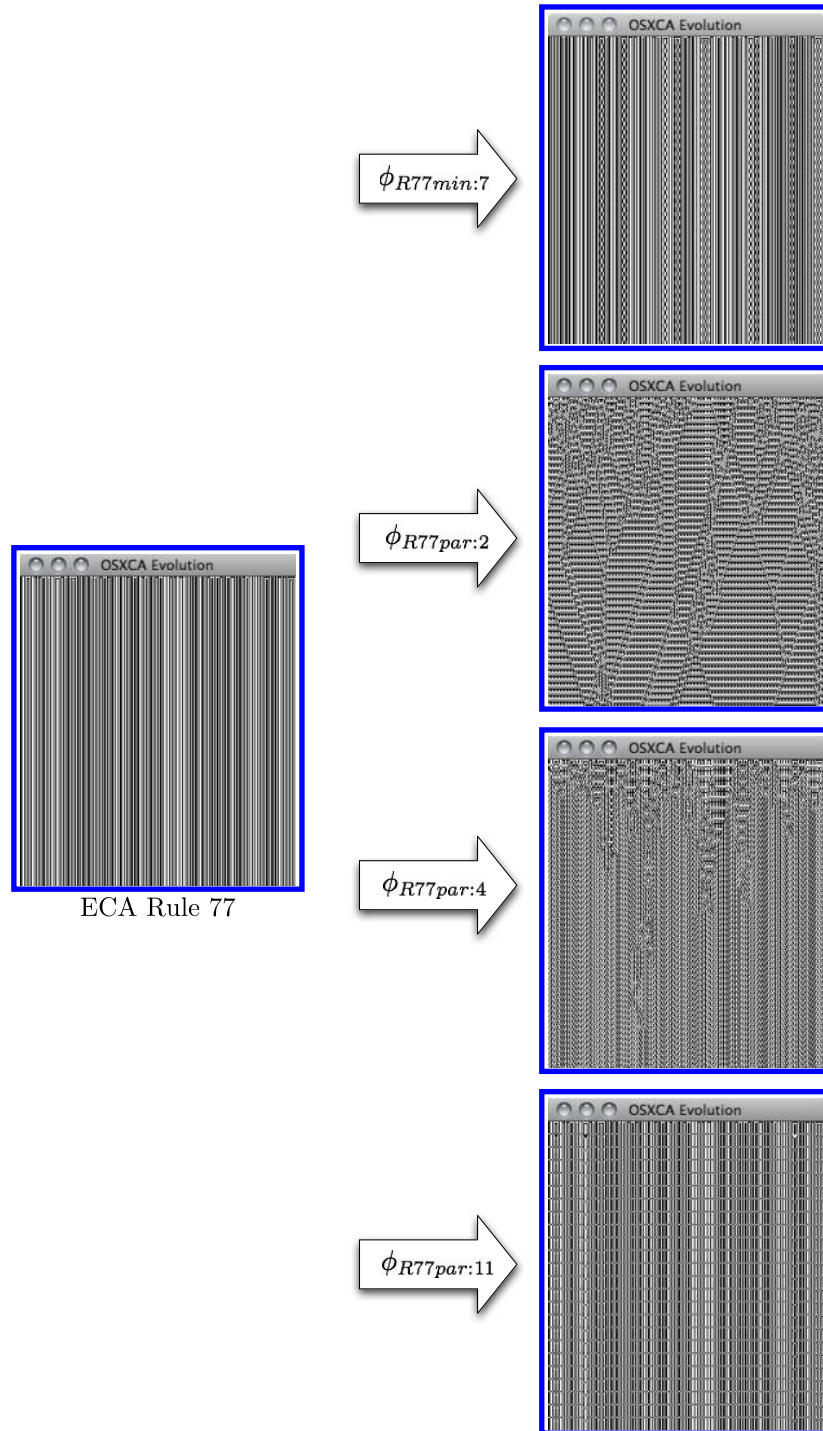 OSXCA Evolution
ϕR77min:7
OSXCA Evolution
ϕR77par:2
OSXCA Evolution
ECA Rule 77
OSXCA Evolution
ϕR77par:4
OSXCA Evolution
ϕR77par:11